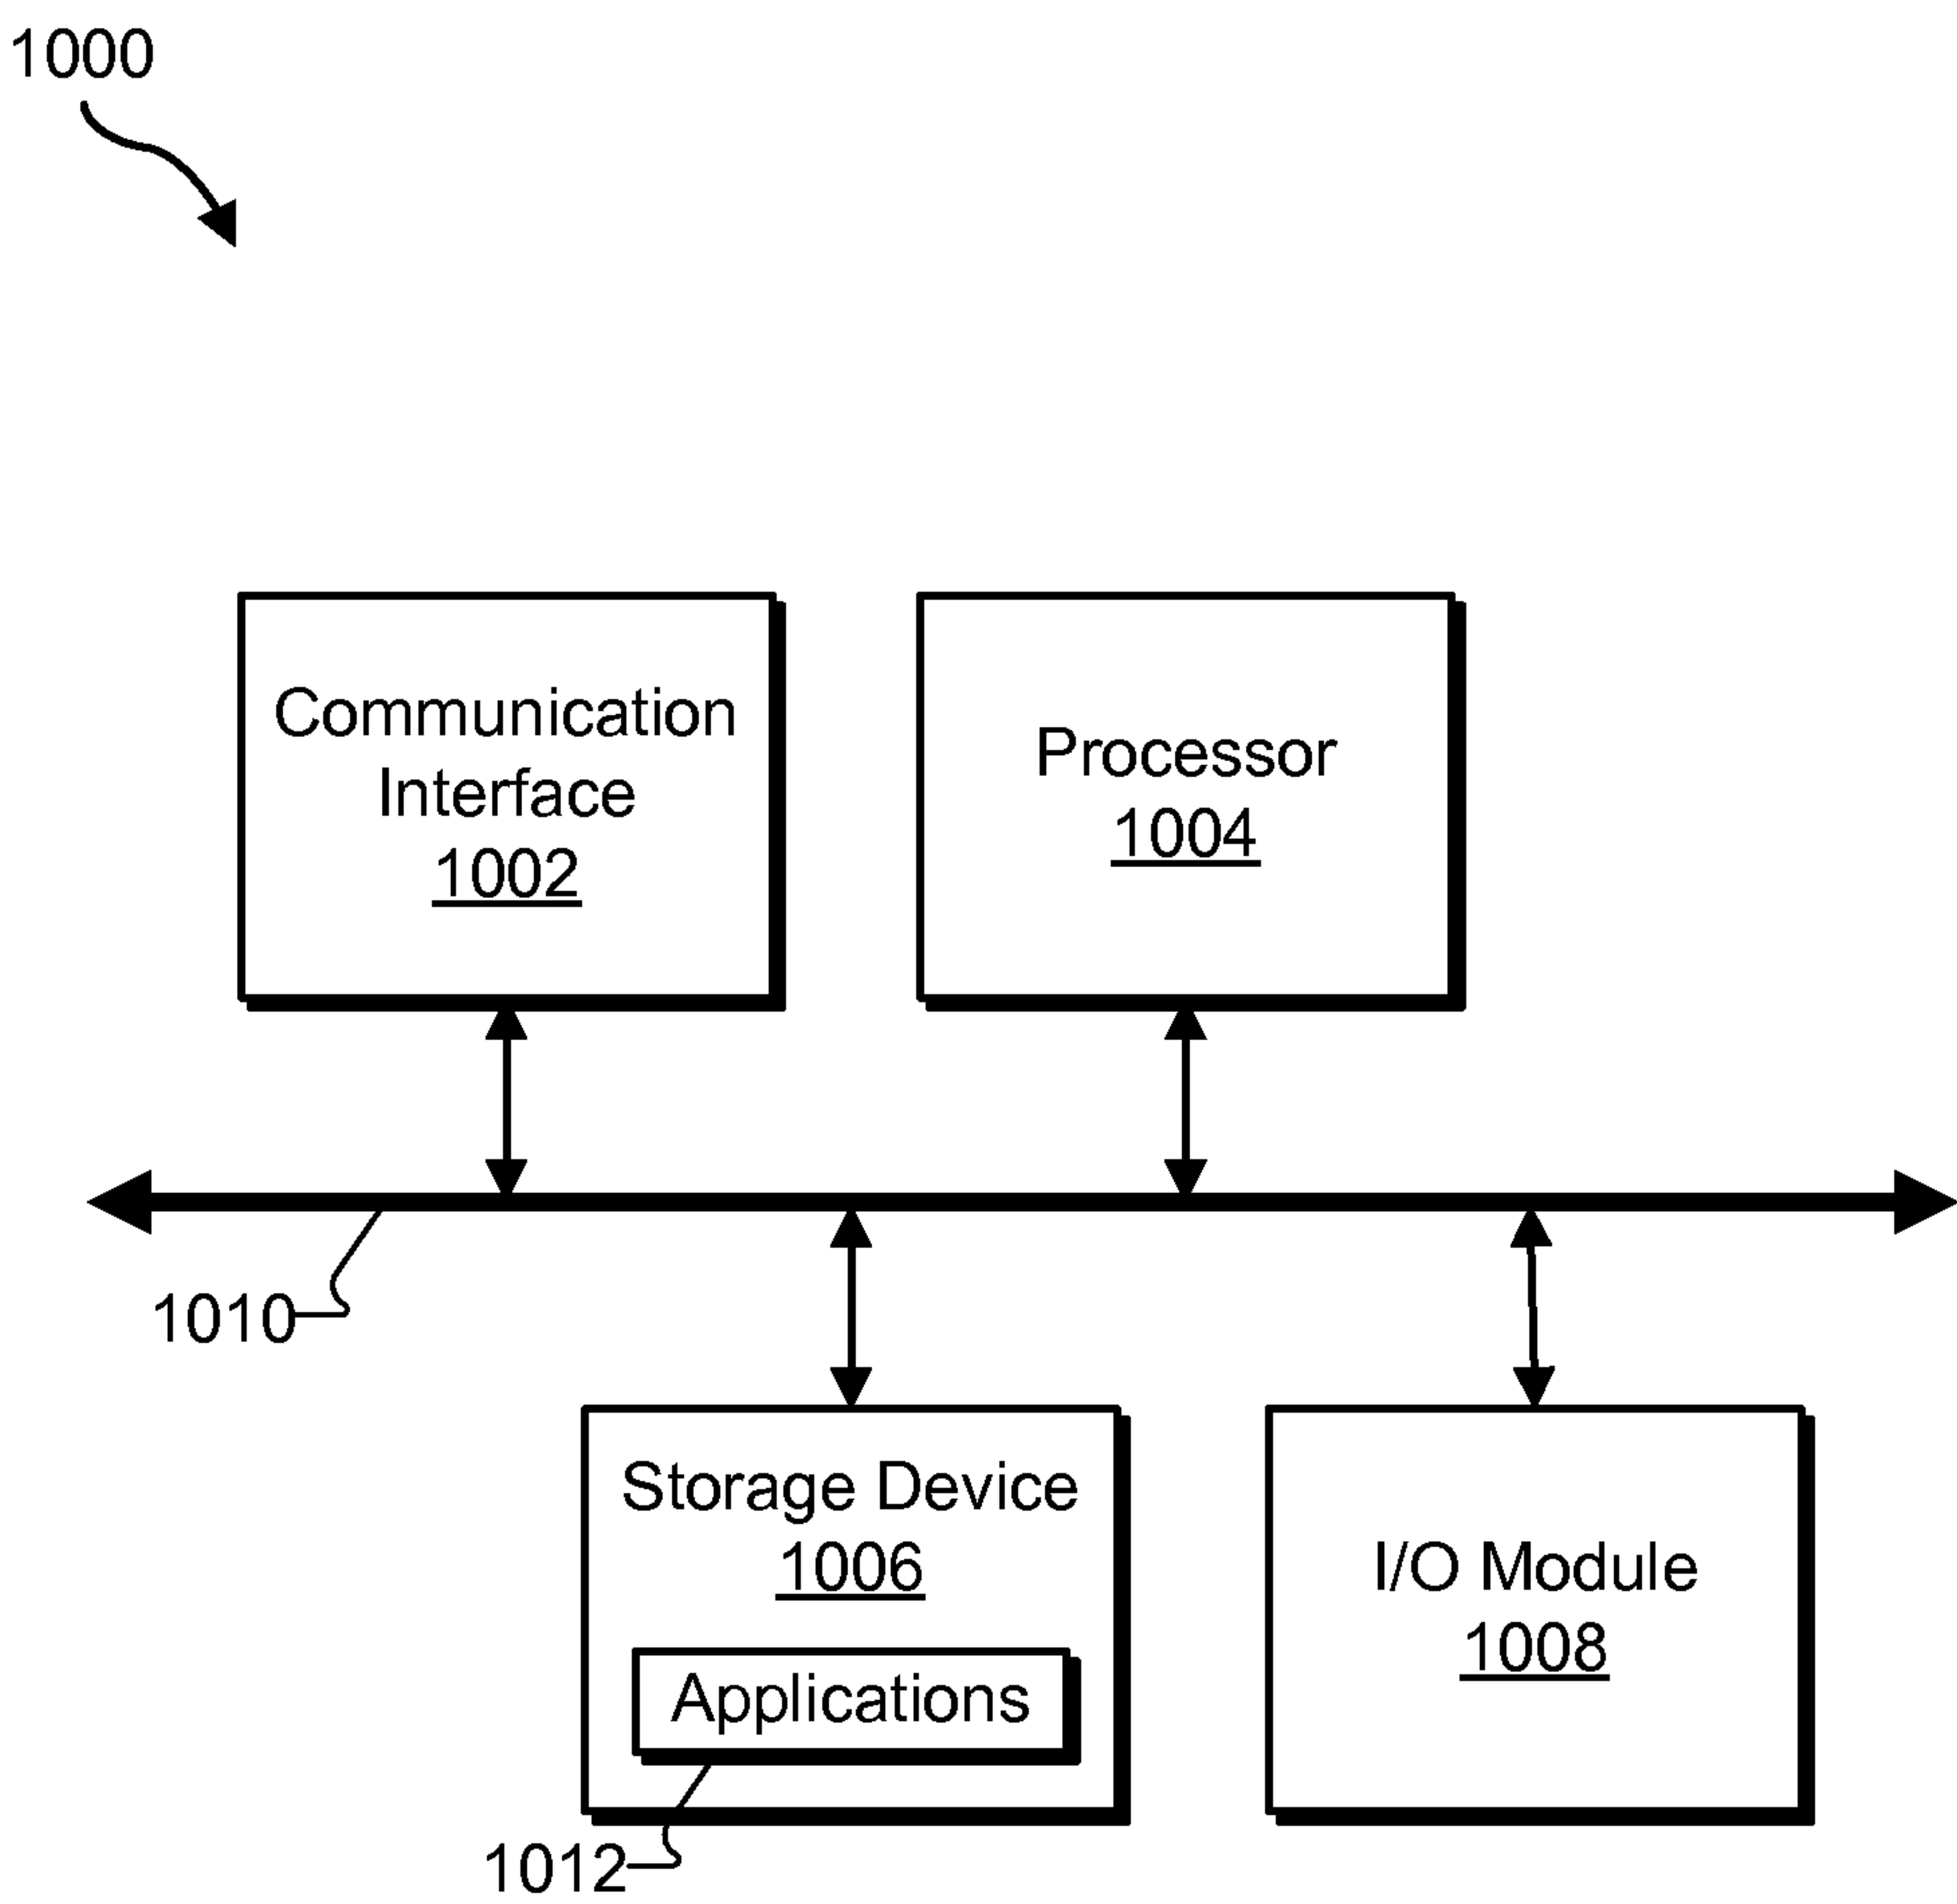 1000
Communication
Interface
1002
Processor
1004
1010
Storage Device
1006
Applications
1012
I/O Module
1008